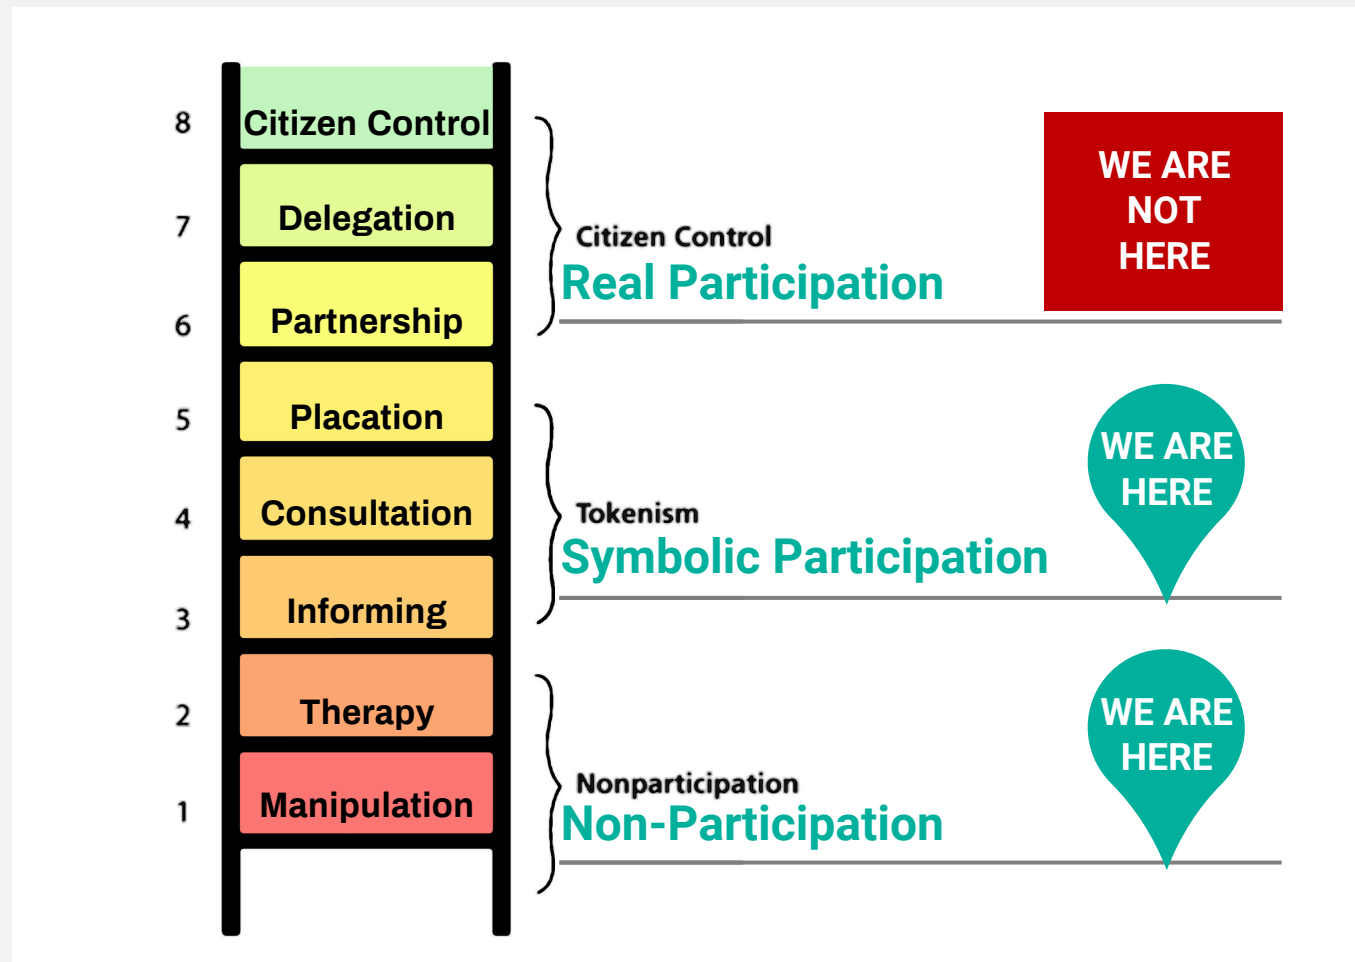 8
Citizen Control
7
Delegation
6
Partnership
5
Placation
4
Consultation
3
Informing
2
Therapy
1
Manipulation
Citizen Control
Real Participation
WE ARE
NOT
HERE
Tokenism
Symbolic Participation
WE ARE
HERE
Nonparticipation
Non-Participation
WE ARE
HERE